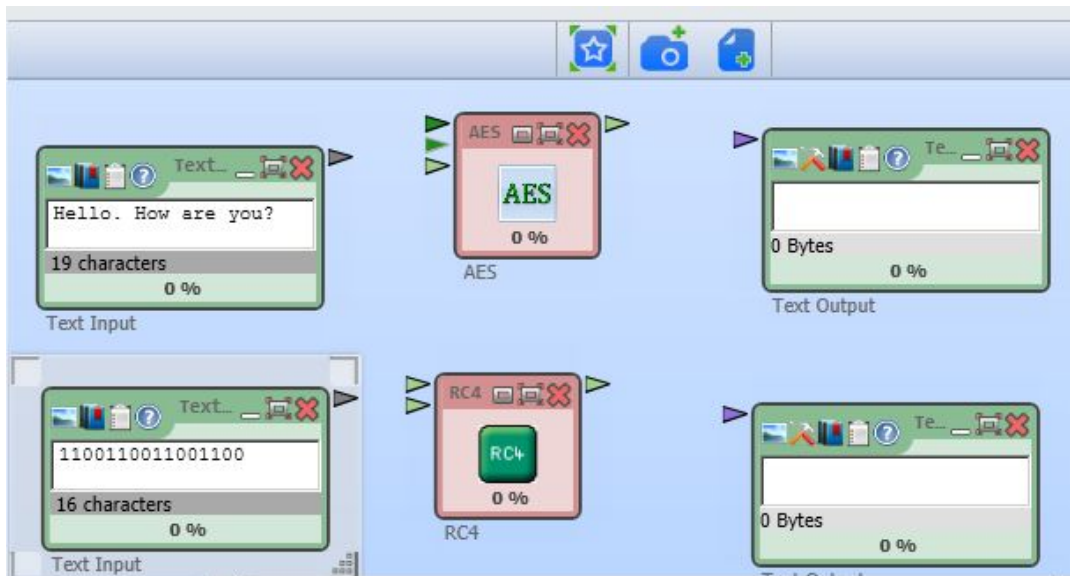 Text...
Hello. How are you?
19 characters
0 %
Text Input
AES
AES
0 %
AES
Te...
0 Bytes
0 %
Text Output
Text...
1100110011001100
16 characters
0 %
Text Input
RC4
RC4
0 %
RC4
Te...
0 Bytes
0 %